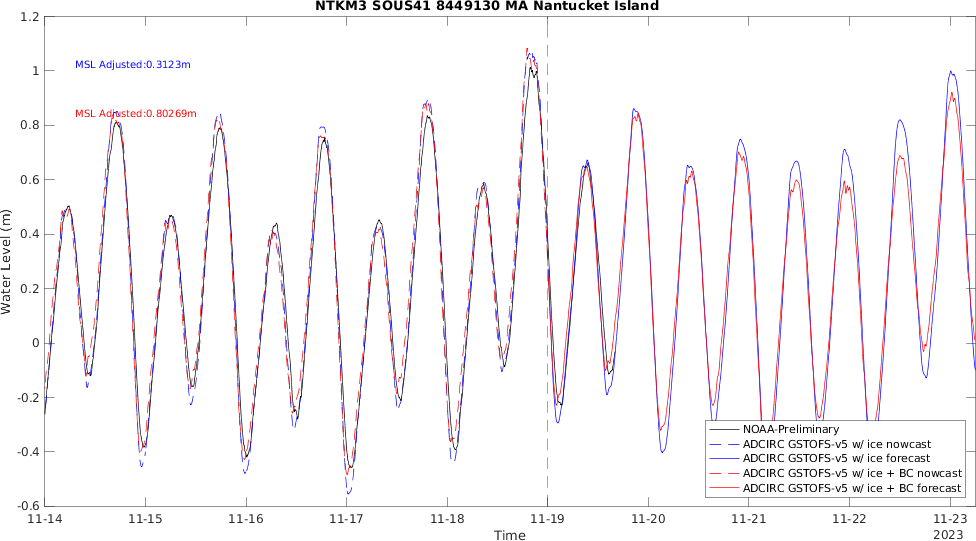 NTKM3 SOUS41 8449130 MA Nantucket Island
MSL Adjusted:0.3123m
MSL Adjusted:0.80269m
Water Level (m)
1.2
1
0.8
0.6
0.4
0.2
0
-0.2
-0.4
-0.6
NOAA-Preliminary
ADCIRC GSTOFS-v5 w/ ice nowcast
ADCIRC GSTOFS-v5 w/ ice forecast
ADCIRC GSTOFS-v5 w/ ice + BC nowcast
ADCIRC GSTOFS-v5 w/ ice + BC forecast
11-14 11-15 11-16 11-17 11-18 11-19 11-20 11-21 11-22 11-23
Time
2023